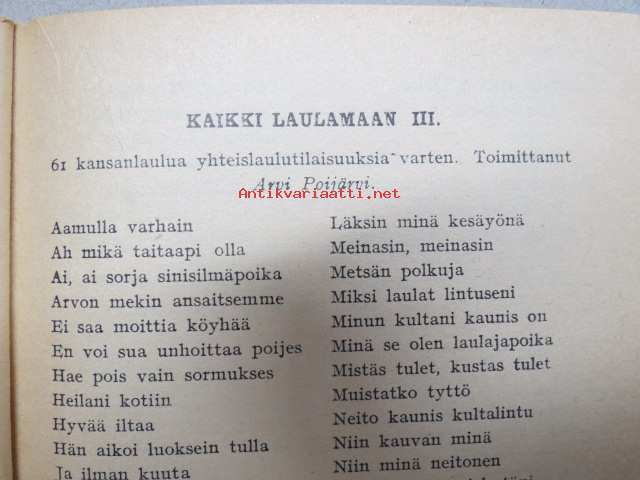 KAIKKI LAULAMAAN III.
61 kansanlaulua yhteislaulutilaisuuksia varten. Toimittanut
Arvi Poijärvi.
Antikvariaatti.net
Aamulla varhain
Ah mikä taitaapi olla
Ai, ai sorja sinisilmäpoika
Arvon mekin ansaitsemme
Ei saa moittia köyhää
En voi sua unhoittaa poijes
Hae pois vain sormukses
Heilani kotiin
Hyvää iltaa
Hän aikoi luoksein tulla
Ja ilman kuuta
Läksin minä kesäyönä
Meinasin, meinasin
Metsän polkuja
Miksi laulat lintuseni
Minun kultani kaunis on
Minä se olen laulajapoika
Mistäs tulet, kustas tulet
Muistatko tyttö
Neito kaunis kultalintu
Niin kauvan minä
Niin minä neitonen
Antikvariaatti.net